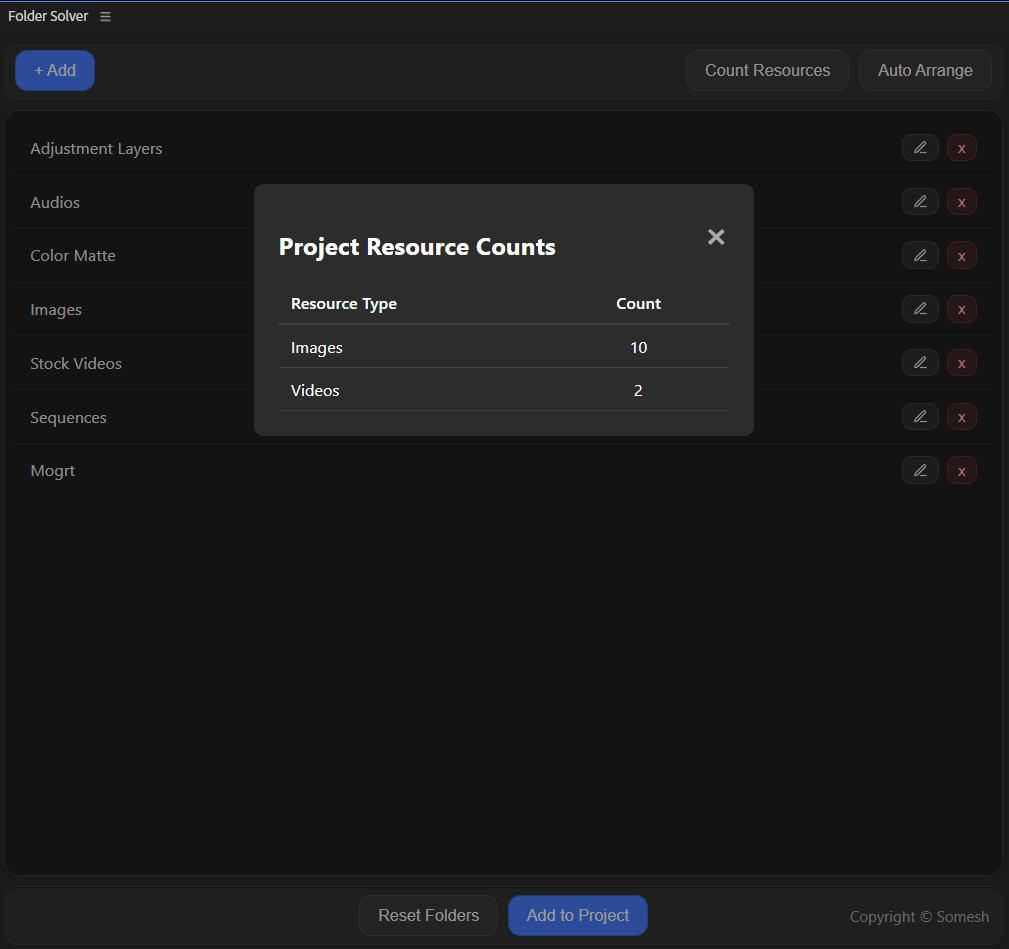 Folder Solver
+ Add
Count Resources
Auto Arrange
Adjustment Layers
x
Audios
x
Project Resource Counts
Color Matte
x
Resource Type Count
Images
x
Images 10
Stock Videos
x
Videos 2
Sequences
x
Mogrt
x
Reset Folders
Add to Project
Copyright © Somesh